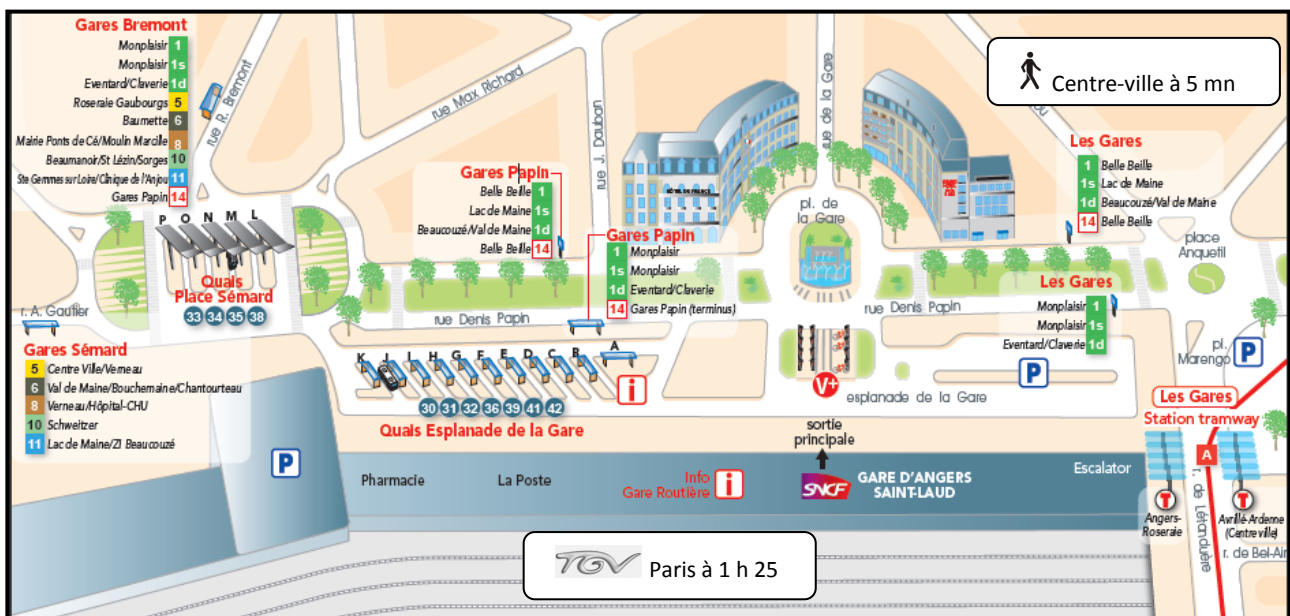 Gares Bremont
Monplaisir 1
Monplaisir 1s
Eventard/Claverie 1d
Roseraie Gaubourgs 5
Baumette 6
Mairie Ponts de Cé/Moulin Marcille 8
Beaumanoir/St Lézin/Sorges 10
Ste Gemmes sur Loire/Clinique de l'Anjou 11
Gares Papin 14
rue R. Bremont
rue Max Richard
rue J. Dauban
rue de la Gare
Centre-ville à 5 mn
Gares Papin
Belle Beille 1
Lac de Maine 1s
Beaucouzé/Val de Maine 1d
Belle Beille 14
HÔTEL DE FRANCE
pl. de
la Gare
Les Gares
1 Belle Beille
1s Lac de Maine
1d Beaucouzé/Val de Maine
14 Belle Beille
place
Anquetil
P O N M L
Quais
Place Sémard
33 34 35 38
Gares Papin
1 Monplaisir
1s Monplaisir
1d Eventard/Claverie
14 Gares Papin (terminus)
Les Gares
Monplaisir 1
Monplaisir 1s
Eventard/Claverie 1d
r. A. Gautier
rue Denis Papin
rue Denis Papin
pl.
Marengo
P
Gares Sémard
5 Centre Ville/Verneau
6 Val de Maine/Bouchemaine/Chantourteau
8 Verneau/Hôpital-CHU
10 Schweitzer
11 Lac de Maine/ZI Beaucouzé
K J I H G F E D C B A
i
30 31 32 36 39 41 42
Quais Esplanade de la Gare
V+
esplanade de la Gare
P
Les Gares
Station tramway
A
P
Pharmacie
La Poste
Info
Gare Routière
i
sortie
principale
SNCF
GARE D'ANGERS
SAINT-LAUD
Escalator
T
Angers-
Roseraie
r. de Létanduère
T
Avrillé-Ardenne
(Centre ville)
r. de Bel-Air
TGV Paris à 1 h 25